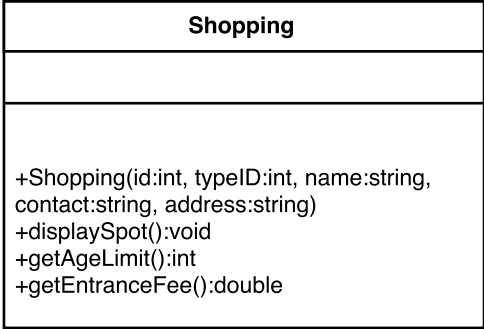 Shopping
+Shopping(id:int, typeID:int, name:string,
contact:string, address:string)
+displaySpot():void
+getAgeLimit():int
+getEntranceFee():double